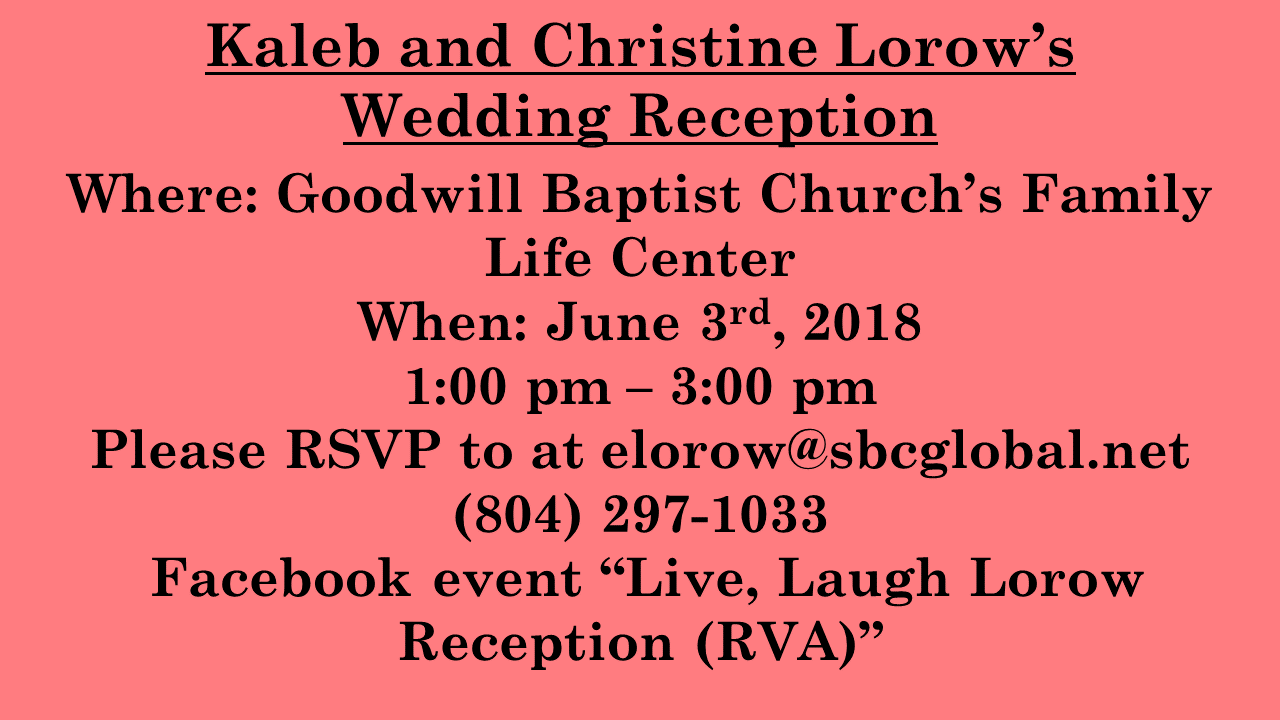 Kaleb and Christine Lorow’s
Wedding Reception
Where: Goodwill Baptist Church’s Family
Life Center
When: June 3rd, 2018
1:00 pm – 3:00 pm
Please RSVP to at elorow@sbcglobal.net
(804) 297-1033
Facebook event “Live, Laugh Lorow
Reception (RVA)”